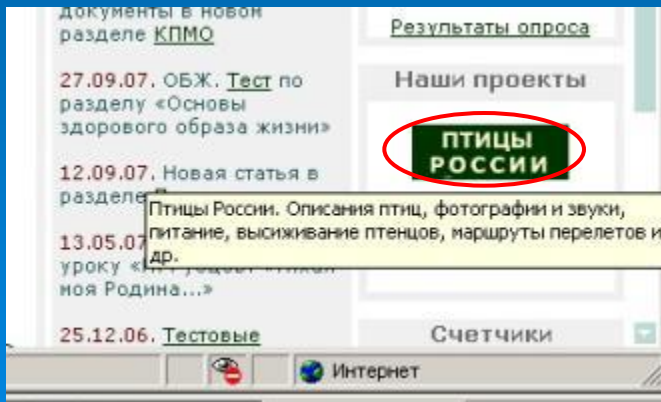 документы в новом
разделе КПМО
27.09.07. ОБЖ. Тест по
разделу «Основы
здорового образа жизни»
12.09.07. Новая статья в
разделе
13.05.07
уроку
моя Родина...»
25.12.06. Тестовые
Результаты опроса
Наши проекты
ПТИЦЫ
РОССИИ
Птицы России. Описания птиц, фотографии и звуки,
питание, высиживание птенцов, маршруты перелетов и
др.
Счетчики
Интернет